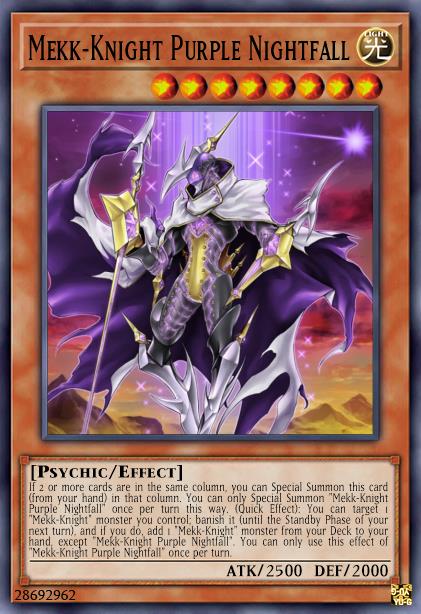 Mekk-Knight Purple Nightfall
LIGHT
光
[Psychic/Effect]
If 2 or more cards are in the same column, you can Special Summon this card
(from your hand) in that column. You can only Special Summon "Mekk-Knight
Purple Nightfall" once per turn this way. (Quick Effect): You can target 1
"Mekk-Knight" monster you control; banish it (until the Standby Phase of your
next turn), and if you do, add 1 "Mekk-Knight" monster from your Deck to your
hand, except "Mekk-Knight Purple Nightfall". You can only use this effect of
"Mekk-Knight Purple Nightfall" once per turn.
ATK/2500 DEF/2000
28692962